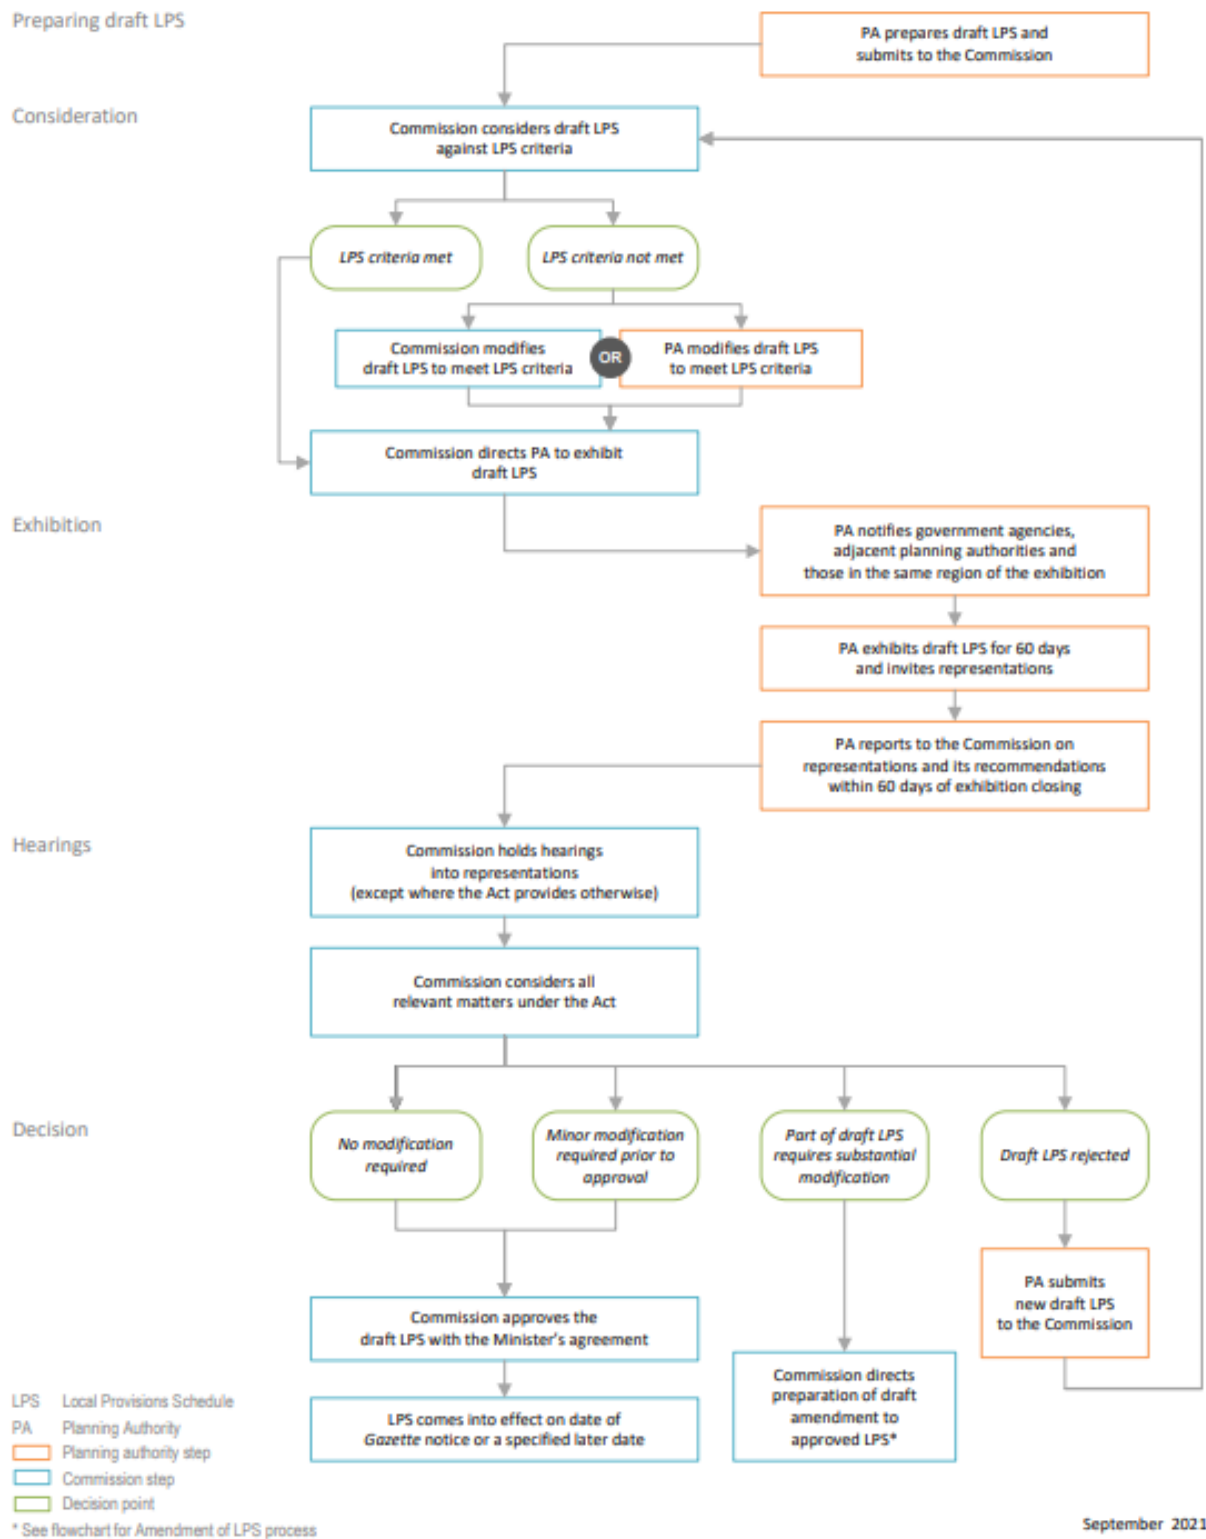 Preparing draft LPS
PA prepares draft LPS and
submits to the Commission
Consideration
Commission considers draft LPS
against LPS criteria
LPS criteria met
LPS criteria not met
Commission modifies
draft LPS to meet LPS criteria
OR
PA modifies draft LPS
to meet LPS criteria
Commission directs PA to exhibit
draft LPS
Exhibition
PA notifies government agencies,
adjacent planning authorities and
those in the same region of the exhibition
PA exhibits draft LPS for 60 days
and invites representations
PA reports to the Commission on
representations and its recommendations
within 60 days of exhibition closing
Hearings
Commission holds hearings
into representations
(except where the Act provides otherwise)
Commission considers all
relevant matters under the Act
Decision
No modification
required
Minor modification
required prior to
approval
Part of draft LPS
requires substantial
modification
Draft LPS rejected
PA submits
new draft LPS
to the Commission
Commission approves the
draft LPS with the Minister's agreement
Commission directs
preparation of draft
amendment to
approved LPS*
LPS comes into effect on date of
Gazette notice or a specified later date
LPS Local Provisions Schedule
PA Planning Authority
Planning authority step
Commission step
Decision point
* See flowchart for Amendment of LPS process
September 2021